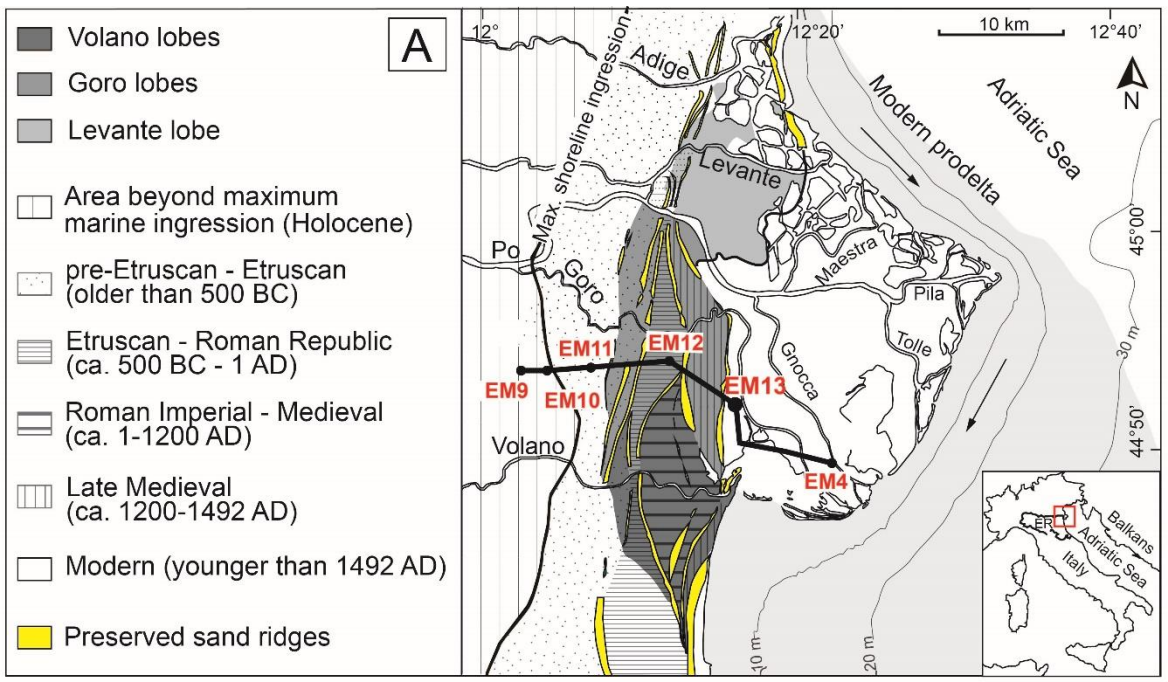 Volano lobes
Goro lobes
Levante lobe
Area beyond maximum
marine ingression (Holocene)
pre-Etruscan - Etruscan
(older than 500 BC)
Etruscan - Roman Republic
(ca. 500 BC - 1 AD)
Roman Imperial - Medieval
(ca. 1-1200 AD)
Late Medieval
(ca. 1200-1492 AD)
Modern (younger than 1492 AD)
Preserved sand ridges
A
12°
12°20'
10 km
12°40'
N
Adige
Max shoreline ingression
Modern prodelta
Adriatic Sea
Levante
45°00'
Po
Goro
Maestra
Pila
Tolle
Gnocca
30 m
EM11
EM12
EM9
EM10
EM13
44°50'
Volano
EM4
10 m
20 m
ER
Balkans
Adriatic Sea
Italy